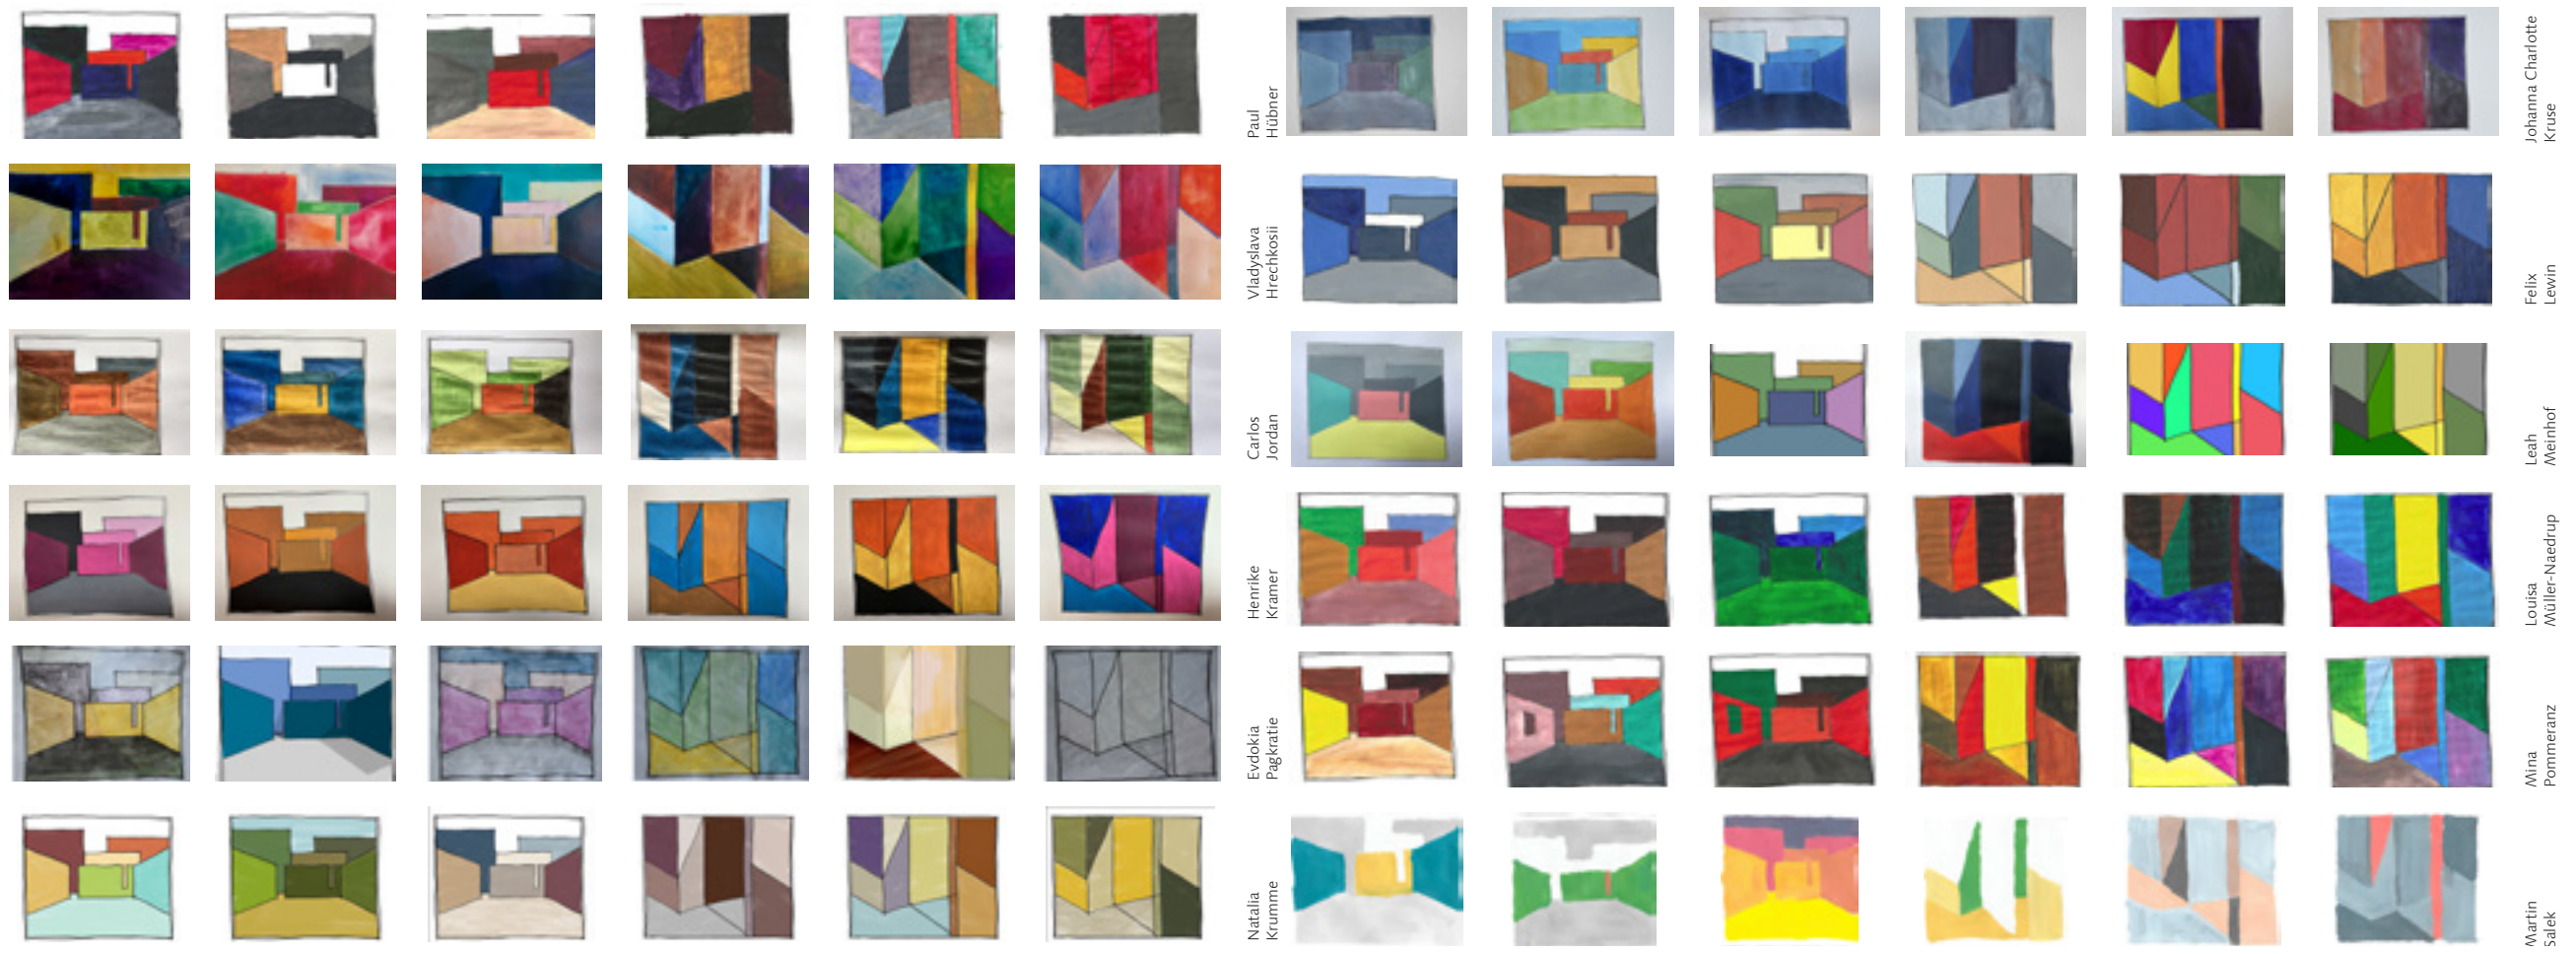 Paul
Hübner
Vladyslava
Hrechkosii
Carlos
Jordan
Henrike
Kramer
Evdokia
Pagkratie
Natalia
Krumme
Johanna Charlotte
Kruse
Felix
Lewin
Leah
Meinhof
Louisa
Müller-Naedrup
Mina
Pommeranz
Martin
Salek